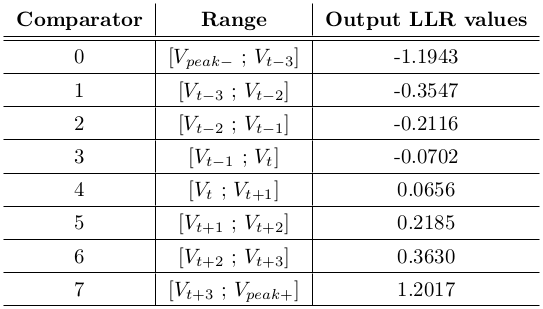 Comparator Range Output LLR values
0 [V_{peak−} ; V_{t−3}] -1.1943
1 [V_{t−3} ; V_{t−2}] -0.3547
2 [V_{t−2} ; V_{t−1}] -0.2116
3 [V_{t−1} ; V_t] -0.0702
4 [V_t ; V_{t+1}] 0.0656
5 [V_{t+1} ; V_{t+2}] 0.2185
6 [V_{t+2} ; V_{t+3}] 0.3630
7 [V_{t+3} ; V_{peak+}] 1.2017